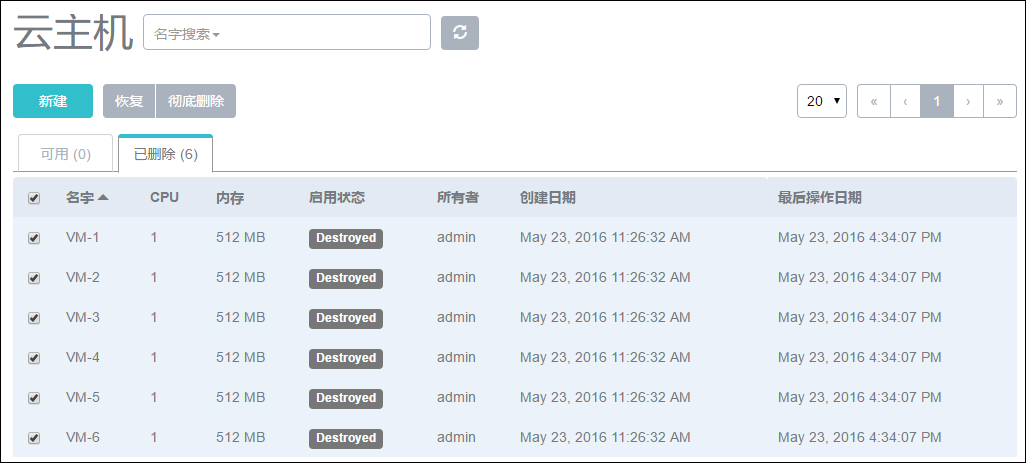 云主机 名字搜索
新建 恢复 彻底删除 20 « ‹ 1 › »
可用 (0) 已删除 (6)
名字 CPU 内存 启用状态 所有者 创建日期 最后操作日期
VM-1 1 512 MB Destroyed admin May 23, 2016 11:26:32 AM May 23, 2016 4:34:07 PM
VM-2 1 512 MB Destroyed admin May 23, 2016 11:26:32 AM May 23, 2016 4:34:07 PM
VM-3 1 512 MB Destroyed admin May 23, 2016 11:26:32 AM May 23, 2016 4:34:07 PM
VM-4 1 512 MB Destroyed admin May 23, 2016 11:26:32 AM May 23, 2016 4:34:07 PM
VM-5 1 512 MB Destroyed admin May 23, 2016 11:26:32 AM May 23, 2016 4:34:07 PM
VM-6 1 512 MB Destroyed admin May 23, 2016 11:26:32 AM May 23, 2016 4:34:07 PM